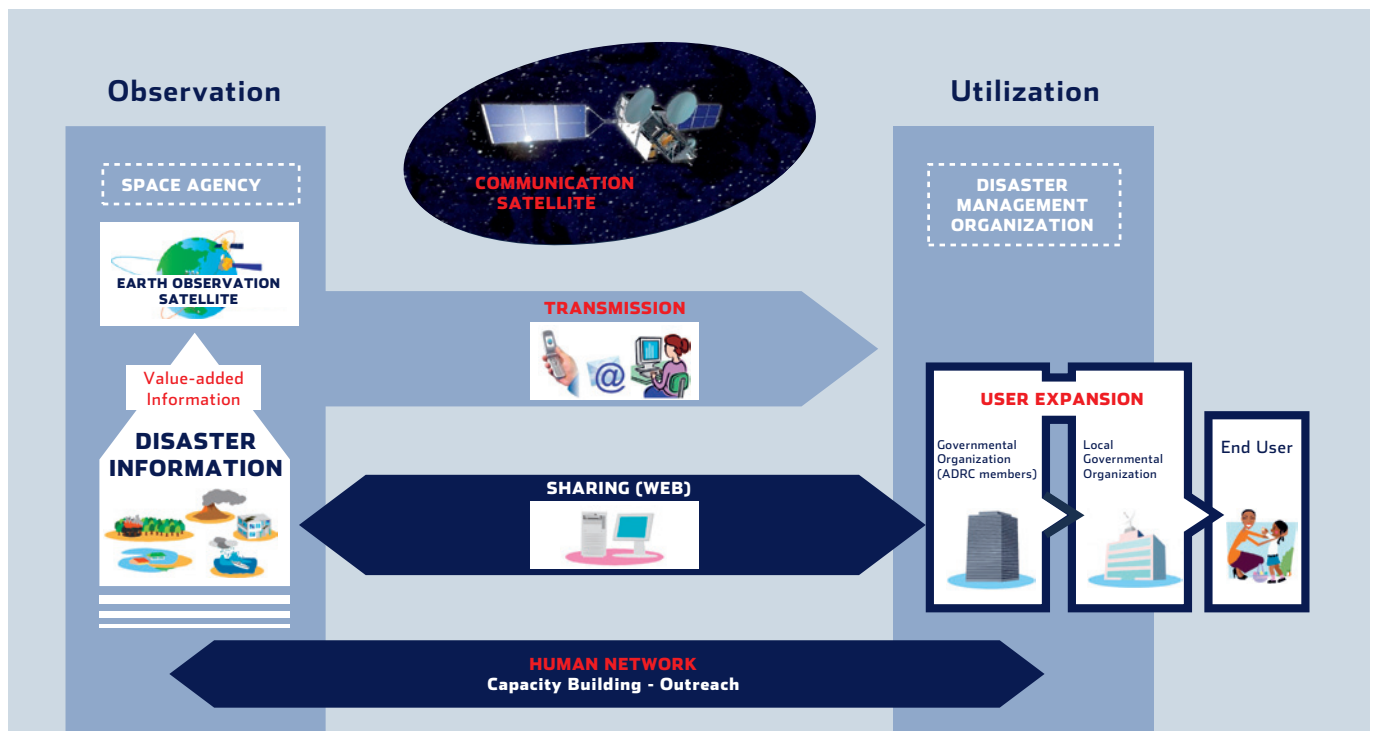 Observation
Utilization
SPACE AGENCY
COMMUNICATION
SATELLITE
DISASTER
MANAGEMENT
ORGANIZATION
EARTH OBSERVATION
SATELLITE
TRANSMISSION
@
Value-added
Information
DISASTER
INFORMATION
USER EXPANSION
Governmental
Organization
(ADRC members)
Local
Governmental
Organization
End User
SHARING (WEB)
HUMAN NETWORK
Capacity Building - Outreach